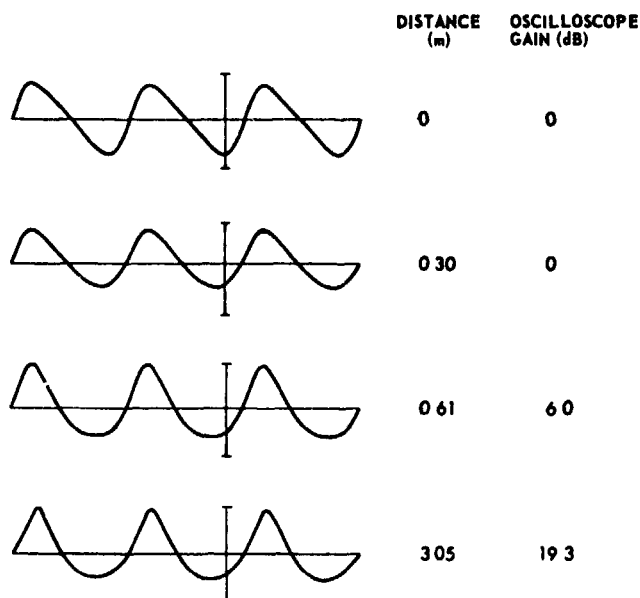 DISTANCE OSCILLOSCOPE
(m) GAIN (dB)
0 0
0 30 0
0 61 6 0
3 05 19 3